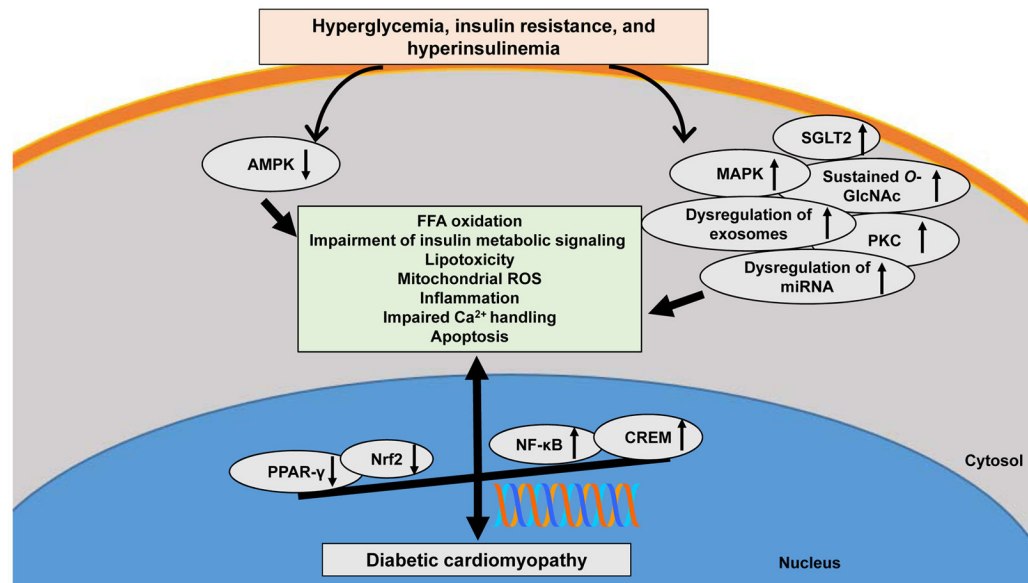 Hyperglycemia, insulin resistance, and
hyperinsulinemia
AMPK
SGLT2
MAPK
Sustained O-
GlcNAc
Dysregulation of
exosomes
PKC
Dysregulation of
miRNA
FFA oxidation
Impairment of insulin metabolic signaling
Lipotoxicity
Mitochondrial ROS
Inflammation
Impaired Ca²⁺ handling
Apoptosis
PPAR-γ
Nrf2
NF-κB
CREM
Cytosol
Diabetic cardiomyopathy
Nucleus